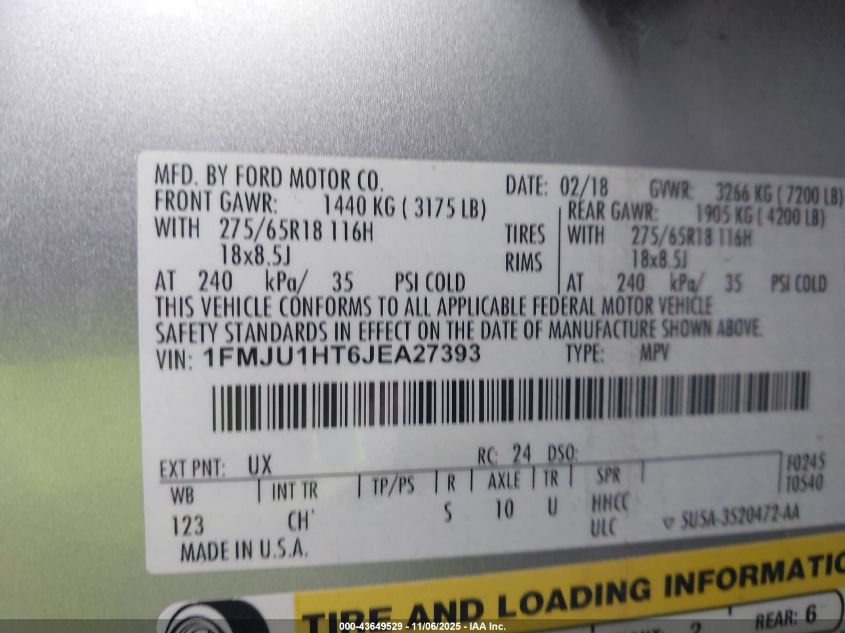 MFD. BY FORD MOTOR CO. DATE: 02/18 GVWR: 3266 KG ( 7200 LB)
FRONT GAWR: 1440 KG ( 3175 LB) REAR GAWR: 1905 KG ( 4200 LB)
WITH 275/65R18 116H TIRES WITH 275/65R18 116H
18x8.5J RIMS 18x8.5J
AT 240 kPa/ 35 PSI COLD AT 240 kPa/ 35 PSI COLD
THIS VEHICLE CONFORMS TO ALL APPLICABLE FEDERAL MOTOR VEHICLE
SAFETY STANDARDS IN EFFECT ON THE DATE OF MANUFACTURE SHOWN ABOVE.
VIN: 1FMJU1HT6JEA27393 TYPE: MPV
EXT PNT: UX RC: 24 DSO: F0245
WB INT TR TP/PS R AXLE TR SPR T0540
123 CH' S 10 U HHCC
ULC 5U5A-3520472-AA
MADE IN U.S.A.
TIRE AND LOADING INFORMATIO
2 REAR: 6
000-43649529 - 11/06/2025 - IAA Inc.